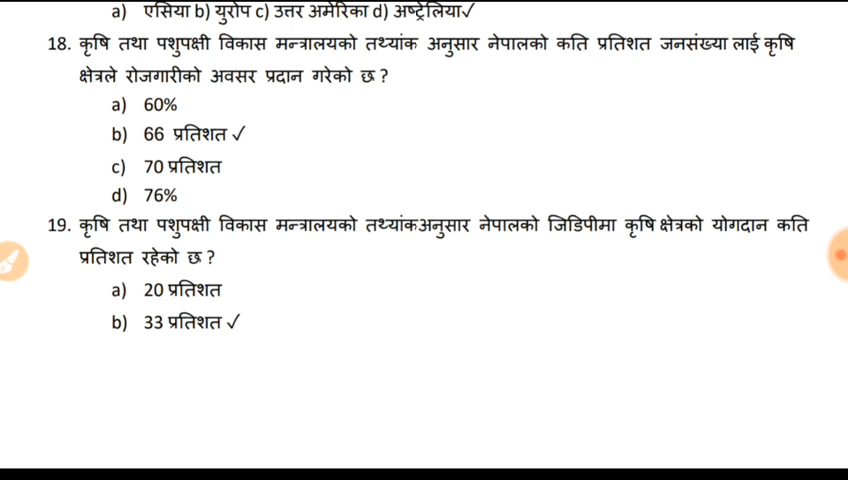 a) एसिया b) युरोप c) उत्तर अमेरिका d) अष्ट्रेलिया✓
18. कृषि तथा पशुपक्षी विकास मन्त्रालयको तथ्यांक अनुसार नेपालको कति प्रतिशत जनसंख्या लाई कृषि
क्षेत्रले रोजगारीको अवसर प्रदान गरेको छ ?
a) 60%
b) 66 प्रतिशत ✓
c) 70 प्रतिशत
d) 76%
19. कृषि तथा पशुपक्षी विकास मन्त्रालयको तथ्यांकअनुसार नेपालको जिडिपीमा कृषि क्षेत्रको योगदान कति
प्रतिशत रहेको छ ?
a) 20 प्रतिशत
b) 33 प्रतिशत ✓